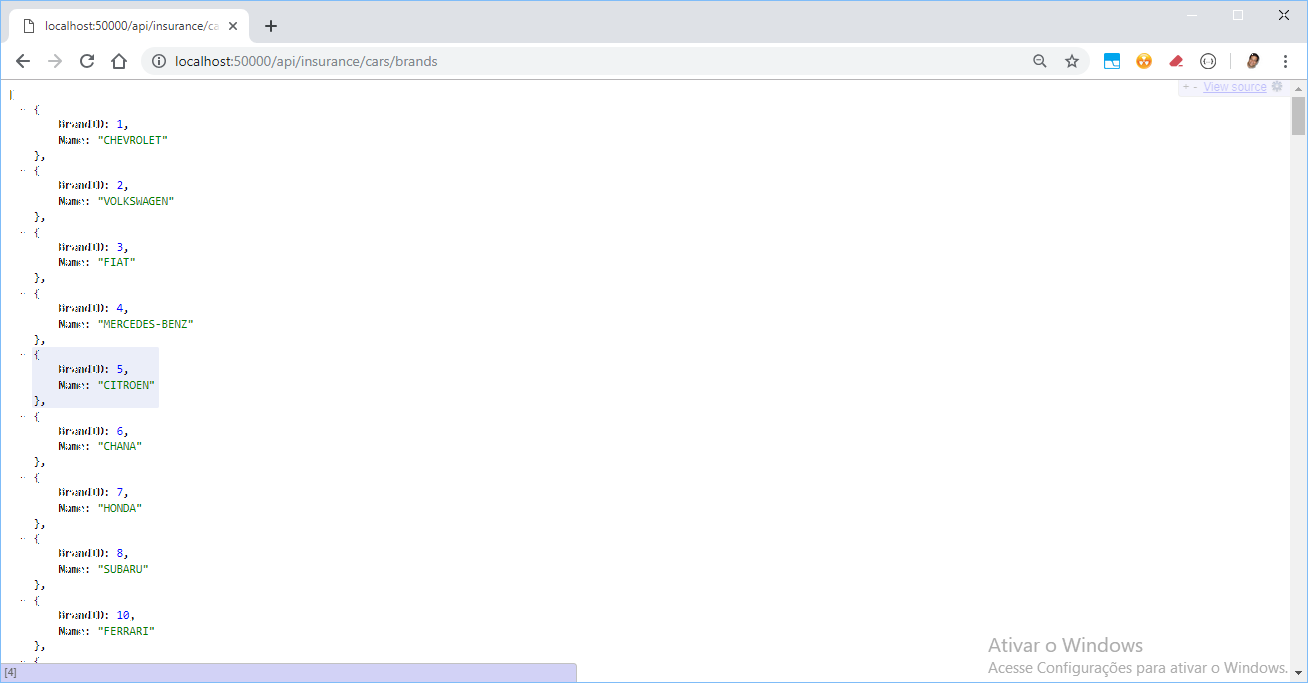 localhost:50000/api/insurance/ca
localhost:50000/api/insurance/cars/brands
+ - View source
[
{
BrandID: 1,
Name: "CHEVROLET"
},
{
BrandID: 2,
Name: "VOLKSWAGEN"
},
{
BrandID: 3,
Name: "FIAT"
},
{
BrandID: 4,
Name: "MERCEDES-BENZ"
},
{
BrandID: 5,
Name: "CITROEN"
},
{
BrandID: 6,
Name: "CHANA"
},
{
BrandID: 7,
Name: "HONDA"
},
{
BrandID: 8,
Name: "SUBARU"
},
{
BrandID: 10,
Name: "FERRARI"
},
{
[4]
Ativar o Windows
Acesse Configurações para ativar o Windows.